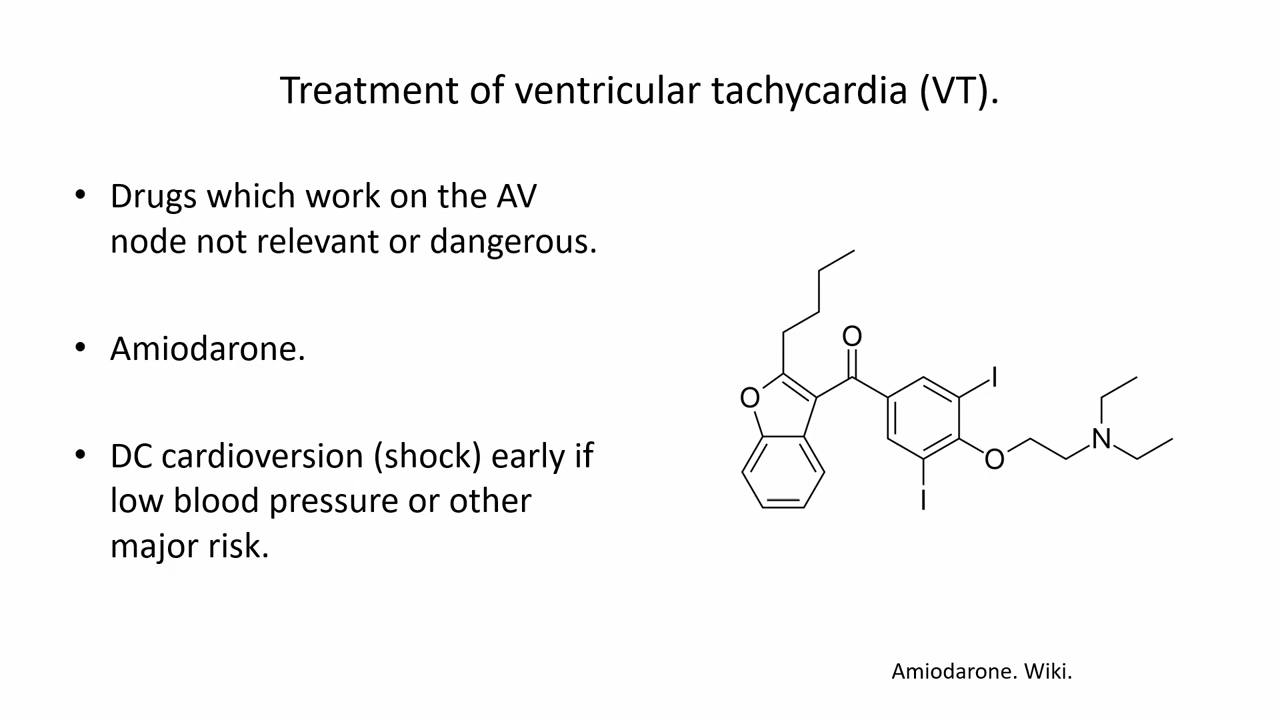 Treatment of ventricular tachycardia (VT).
• Drugs which work on the AV
node not relevant or dangerous.
• Amiodarone.
• DC cardioversion (shock) early if
low blood pressure or other
major risk.
O
O
I
N
O
I
Amiodarone. Wiki.